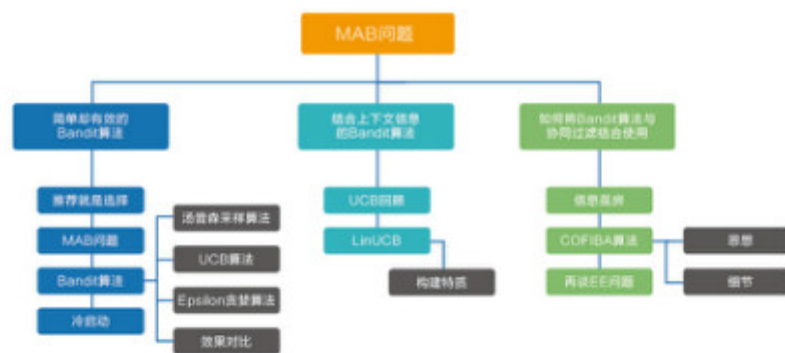 MAB问题
简单却有效的
Bandit算法
结合上下文信息
的Bandit算法
如何将Bandit算法与
协同过滤结合使用
推荐就是选择
MAB问题
Bandit算法
冷启动
汤普森采样算法
UCB算法
Epsilon贪婪算法
效果对比
UCB回顾
LinUCB
构建特质
信息茧房
COFIBA算法
再谈EE问题
思想
细节